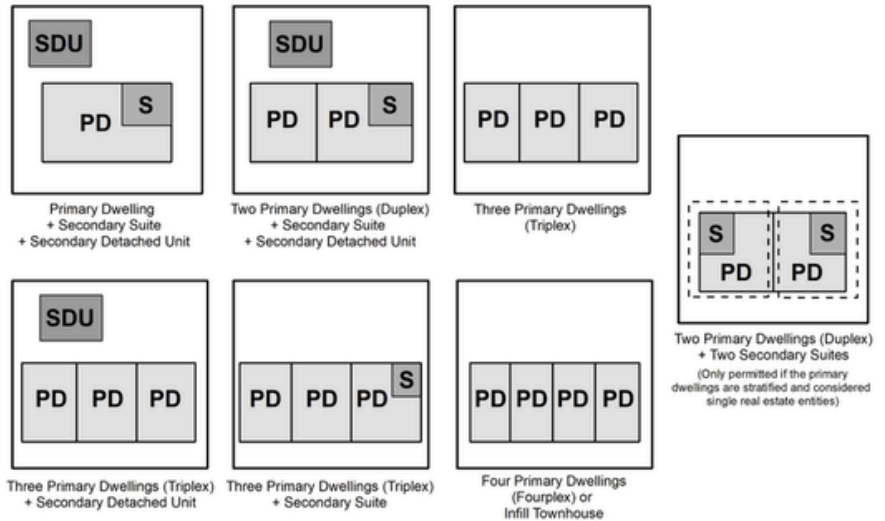 SDU
PD
S
Primary Dwelling
+ Secondary Suite
+ Secondary Detached Unit
SDU
PD PD S
Two Primary Dwellings (Duplex)
+ Secondary Suite
+ Secondary Detached Unit
PD PD PD
Three Primary Dwellings
(Triplex)
S S
PD PD
Two Primary Dwellings (Duplex)
+ Two Secondary Suites
(Only permitted if the primary
dwellings are stratified and considered
single real estate entities)
SDU
PD PD PD
Three Primary Dwellings (Triplex)
+ Secondary Detached Unit
PD PD PD S
Three Primary Dwellings (Triplex)
+ Secondary Suite
PD PD PD PD
Four Primary Dwellings
(Fourplex) or
Infill Townhouse